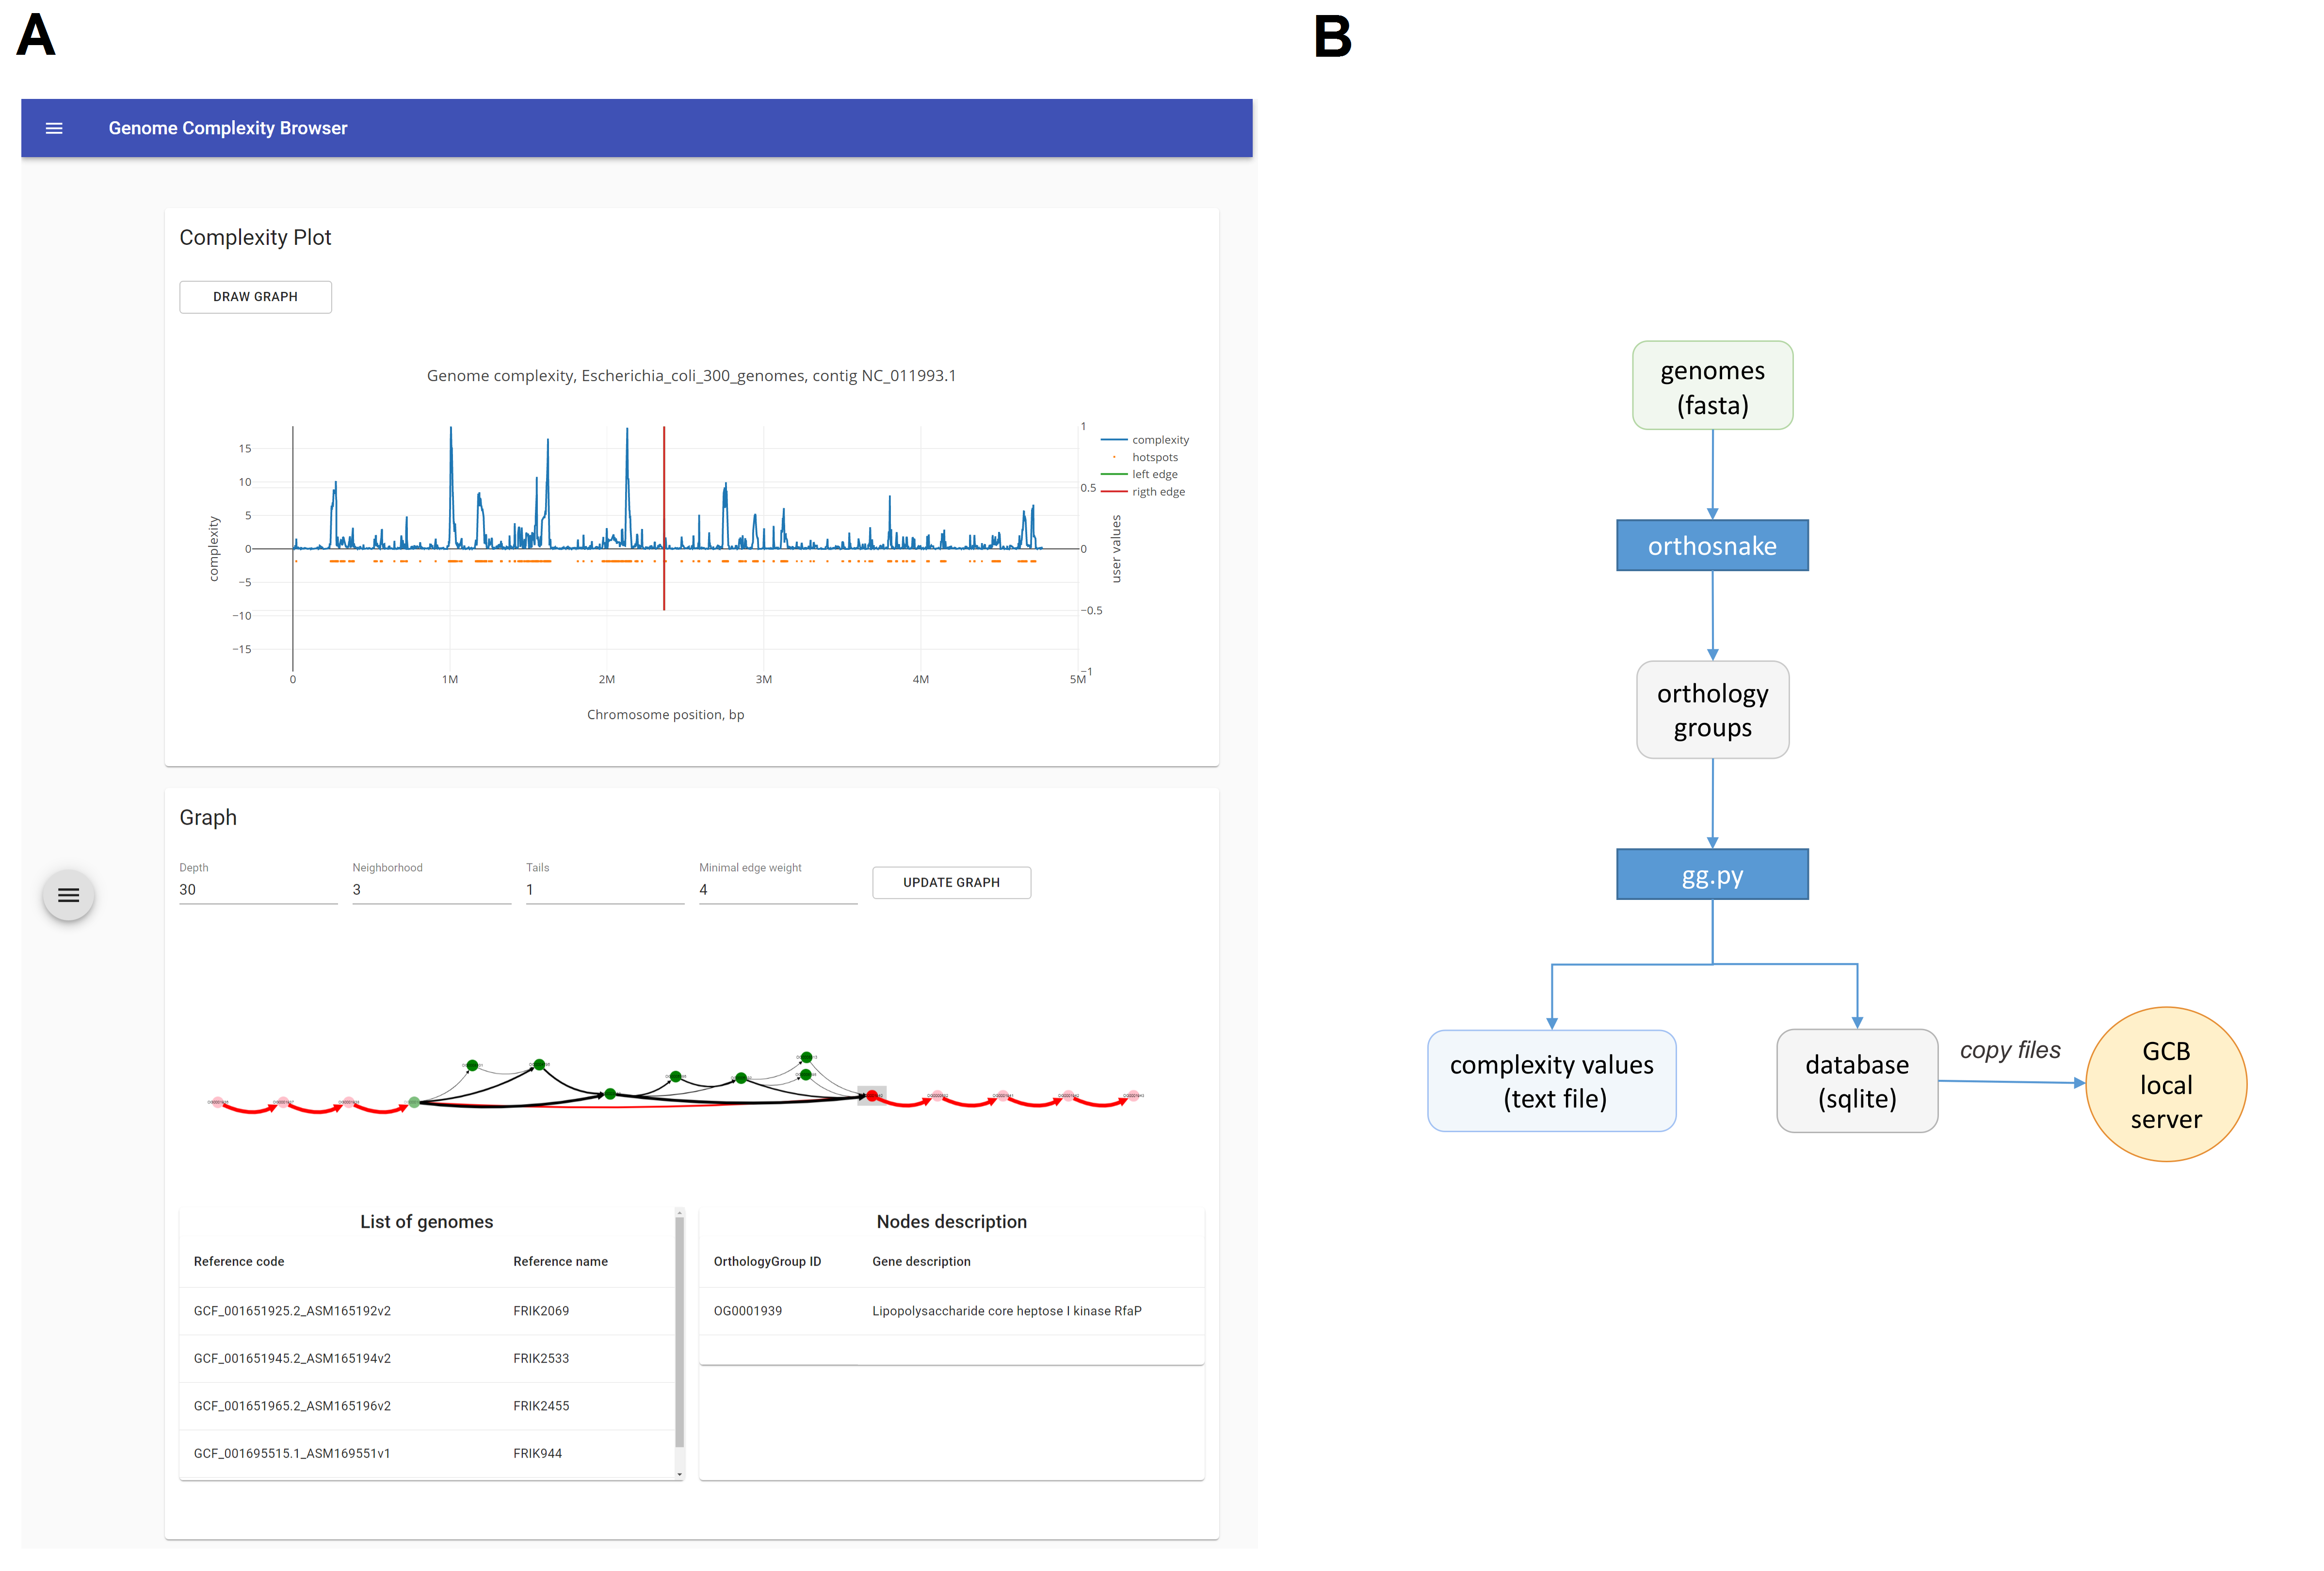 A
B
Genome Complexity Browser
Complexity Plot
DRAW GRAPH
Genome complexity, Escherichia_coli_300_genomes, contig NC_011993.1
complexity
15
10
5
0
−5
−10
−15
0
1M
2M
3M
4M
5M
Chromosome position, bp
1
0.5
0
−0.5
−1
user values
complexity
hotspots
left edge
rigth edge
Graph
Depth
30
Neighborhood
3
Tails
1
Minimal edge weight
4
UPDATE GRAPH
List of genomes
Reference code Reference name
GCF_001651925.2_ASM165192v2 FRIK2069
GCF_001651945.2_ASM165194v2 FRIK2533
GCF_001651965.2_ASM165196v2 FRIK2455
GCF_001695515.1_ASM169551v1 FRIK944
Nodes description
OrthologyGroup ID Gene description
OG0001939 Lipopolysaccharide core heptose I kinase RfaP
genomes
(fasta)
orthosnake
orthology
groups
gg.py
complexity values
(text file)
database
(sqlite)
copy files
GCB
local
server